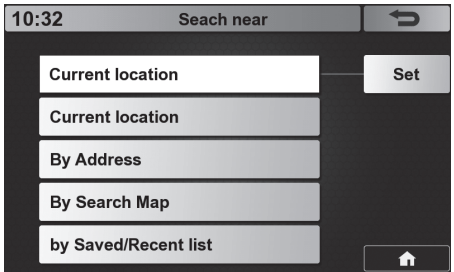 10:32 Seach near
Current location Set
Current location
By Address
By Search Map
by Saved/Recent list